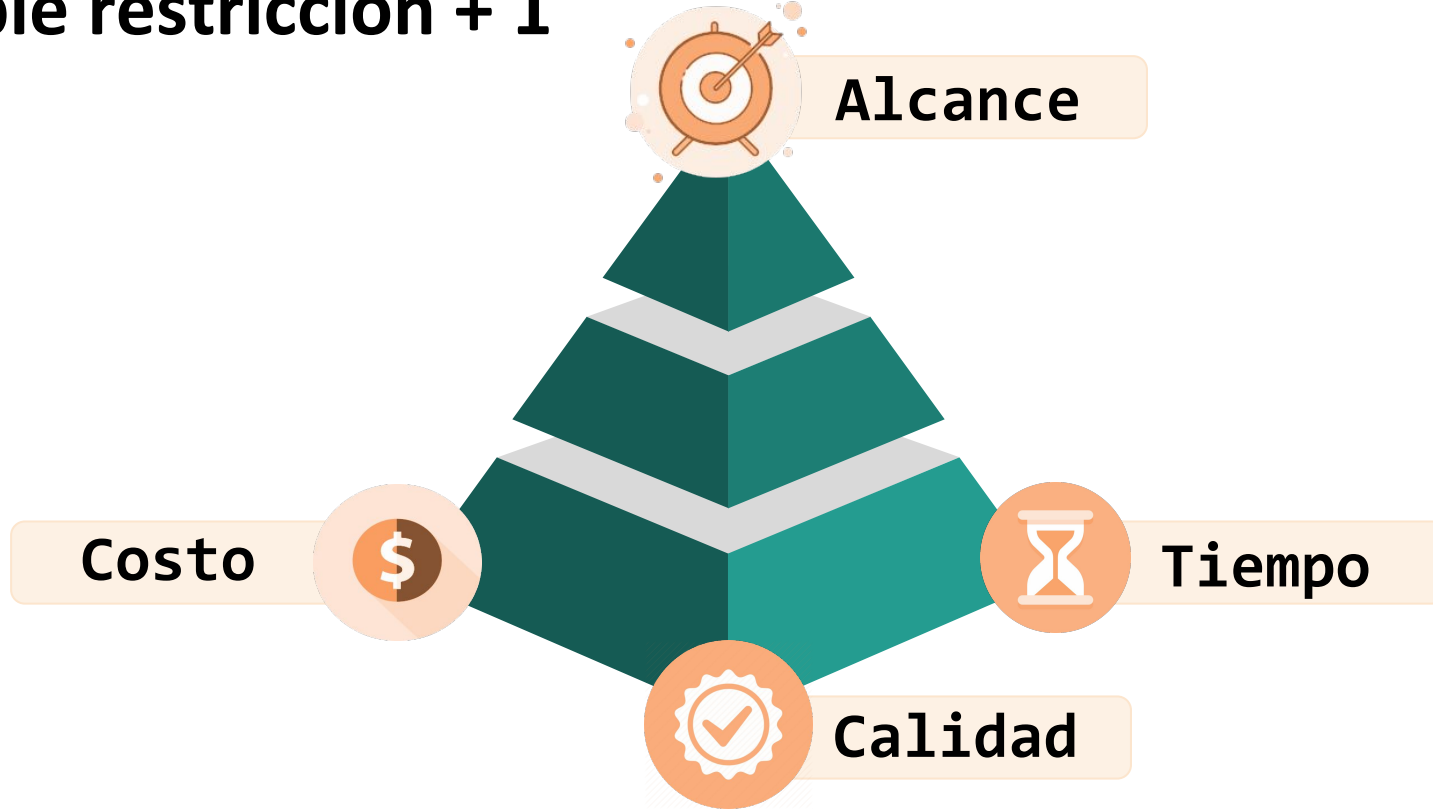 restricción + 1
Alcance
Costo
Tiempo
Calidad